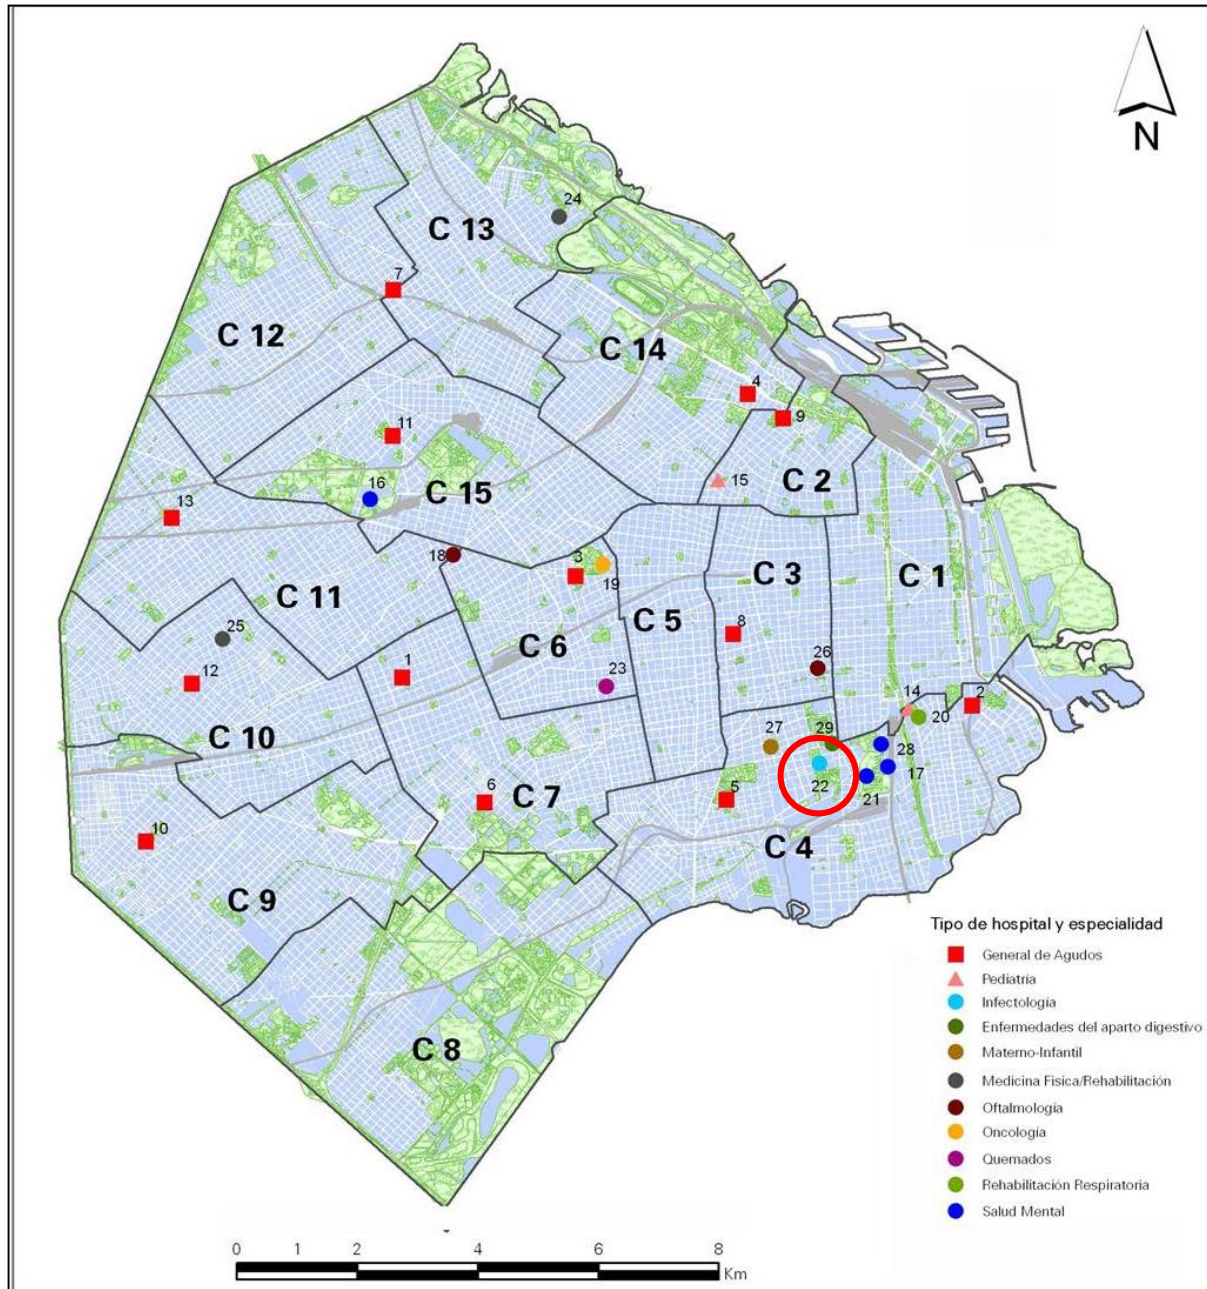 N
24
C 13
7
C 12
C 14
4
9
11
15
16
C 2
13
C 15
18
3
19
C 3
C 1
C 11
C 5
25
8
C 6
12
1
23
26
14
2
20
C 10
27
29
28
17
22
21
6
C 7
5
10
C 4
C 9
C 8
Tipo de hospital y especialidad
General de Agudos
Pediatría
Infectología
Enfermedades del aparto digestivo
Materno-Infantil
Medicina Fisica/Rehabilitación
Oftalmología
Oncología
Quemados
Rehabilitación Respiratoria
Salud Mental
0 1 2 4 6 8
Km